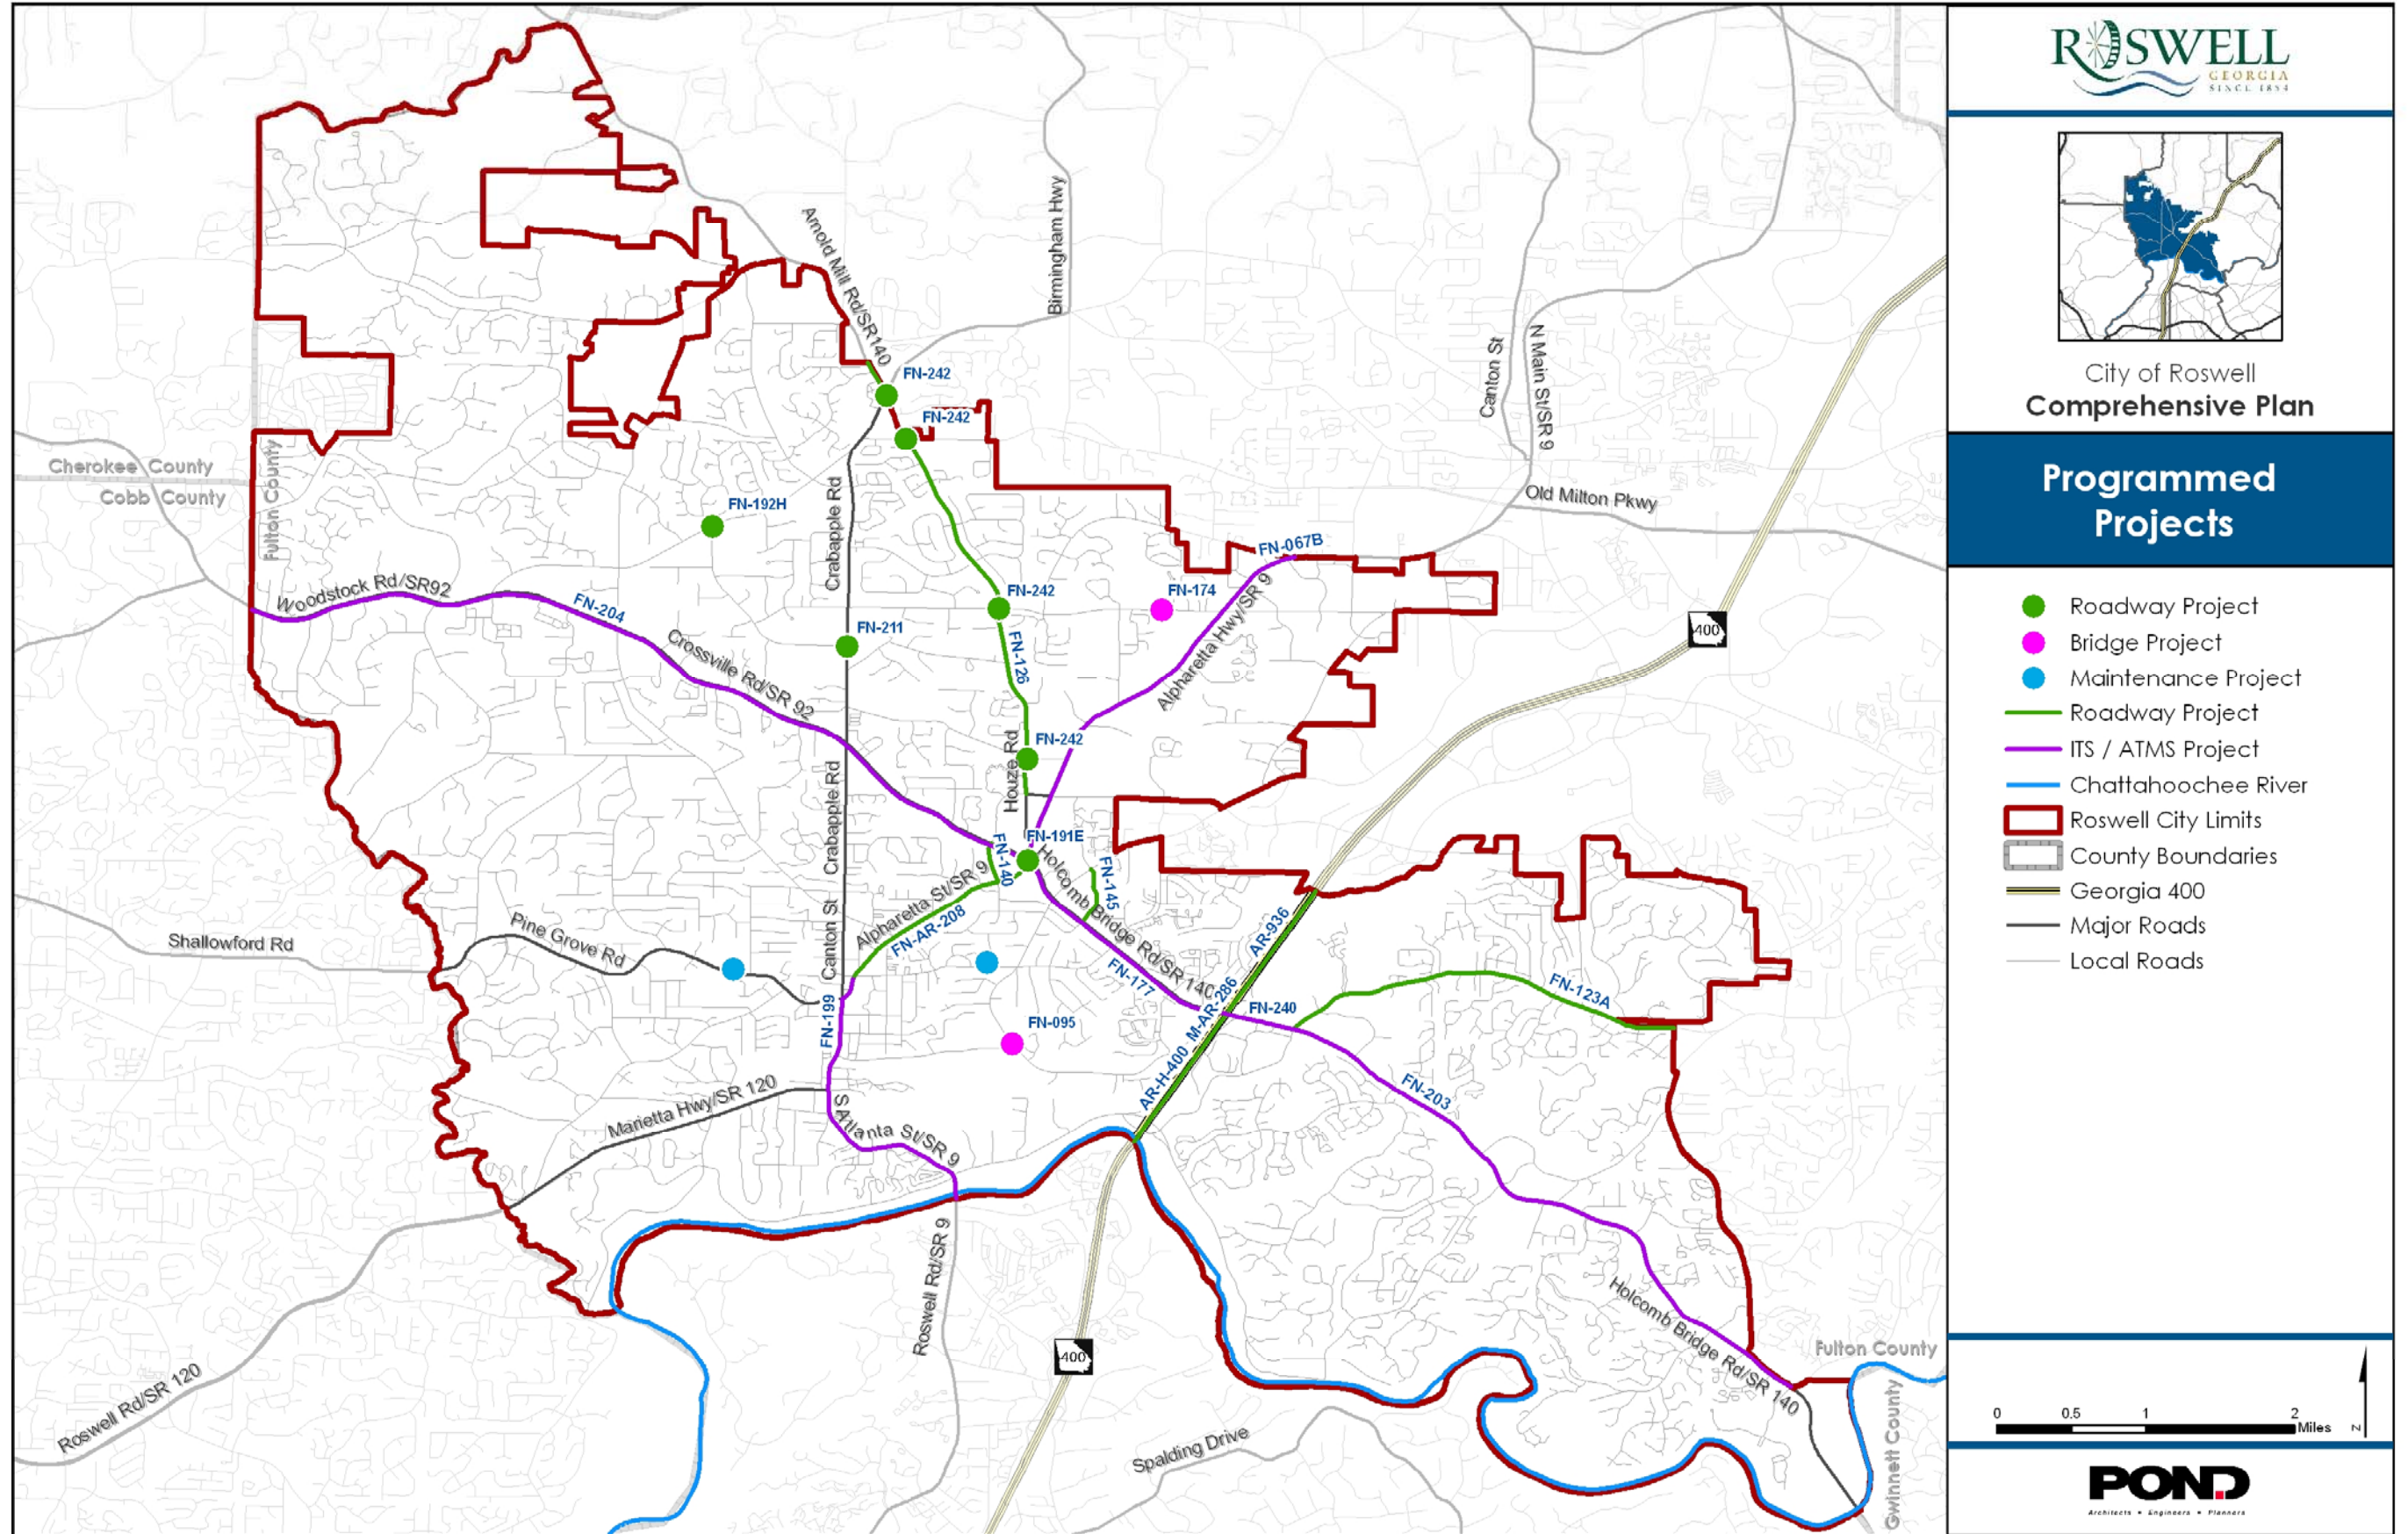 ROSWELL
GEORGIA
SINCE 1854
City of Roswell
Comprehensive Plan
Programmed
Projects
Roadway Project
Bridge Project
Maintenance Project
Roadway Project
ITS / ATMS Project
Chattahoochee River
Roswell City Limits
County Boundaries
Georgia 400
Major Roads
Local Roads
0 0.5 1 2
Miles
N
POND
Architects • Engineers • Planners
Arnold Mill Rd/SR140
Birmingham Hwy
Canton St
N Main St/SR 9
FN-242
FN-242
Cherokee County
Cobb County
Fulton County
Crabapple Rd
Old Milton Pkwy
FN-192H
FN-067B
Woodstock Rd/SR92
FN-204
FN-242
FN-174
Alpharetta Hwy/SR 9
FN-211
FN-126
400
Crossville Rd/SR 92
FN-242
Houze Rd
Crabapple Rd
FN-191E
FN-140
Holcomb Bridge Rd/SR 140
FN-145
Alpharetta St/SR 9
FN-AR-208
Canton St
Pine Grove Rd
Shallowford Rd
AR-936
FN-177
M-AR-286
FN-240
FN-123A
FN-199
FN-095
AR-H-400
FN-203
Marietta Hwy/SR 120
S Atlanta St/SR 9
Roswell Rd/SR 9
400
Holcomb Bridge Rd/SR 140
Fulton County
Gwinnett County
Roswell Rd/SR 120
Spalding Drive